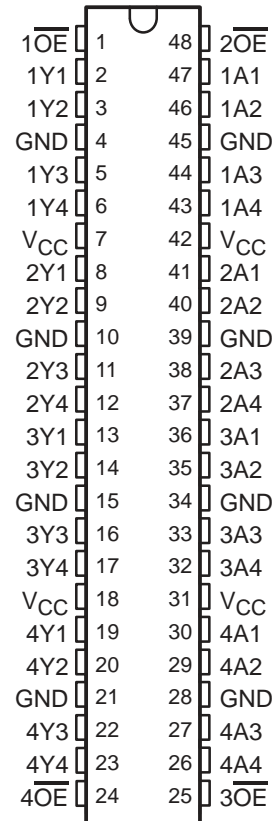 1O̅E̅ 1 48 2O̅E̅
1Y1 2 47 1A1
1Y2 3 46 1A2
GND 4 45 GND
1Y3 5 44 1A3
1Y4 6 43 1A4
VCC 7 42 VCC
2Y1 8 41 2A1
2Y2 9 40 2A2
GND 10 39 GND
2Y3 11 38 2A3
2Y4 12 37 2A4
3Y1 13 36 3A1
3Y2 14 35 3A2
GND 15 34 GND
3Y3 16 33 3A3
3Y4 17 32 3A4
VCC 18 31 VCC
4Y1 19 30 4A1
4Y2 20 29 4A2
GND 21 28 GND
4Y3 22 27 4A3
4Y4 23 26 4A4
4O̅E̅ 24 25 3O̅E̅